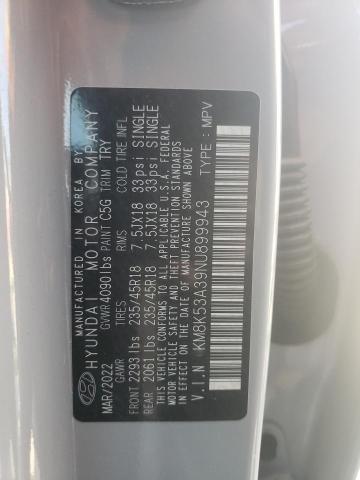 MANUFACTURED IN KOREA BY
HYUNDAI MOTOR COMPANY
MAR/2022 GVWR 4090 lbs PAINT C5G TRIM TRY
GAWR TIRES RIMS COLD TIRE INFL
FRONT 2293 lbs 235/45R18 7.5JX18 33psi SINGLE
REAR 2061 lbs 235/45R18 7.5JX18 33psi SINGLE
THIS VEHICLE CONFORMS TO ALL APPLICABLE U.S.A. FEDERAL
MOTOR VEHICLE SAFETY, BUMPER, AND THEFT PREVENTION STANDARDS
IN EFFECT ON THE DATE OF MANUFACTURE SHOWN ABOVE.
V.I.N KM8K53A39NU899943 TYPE : MPV